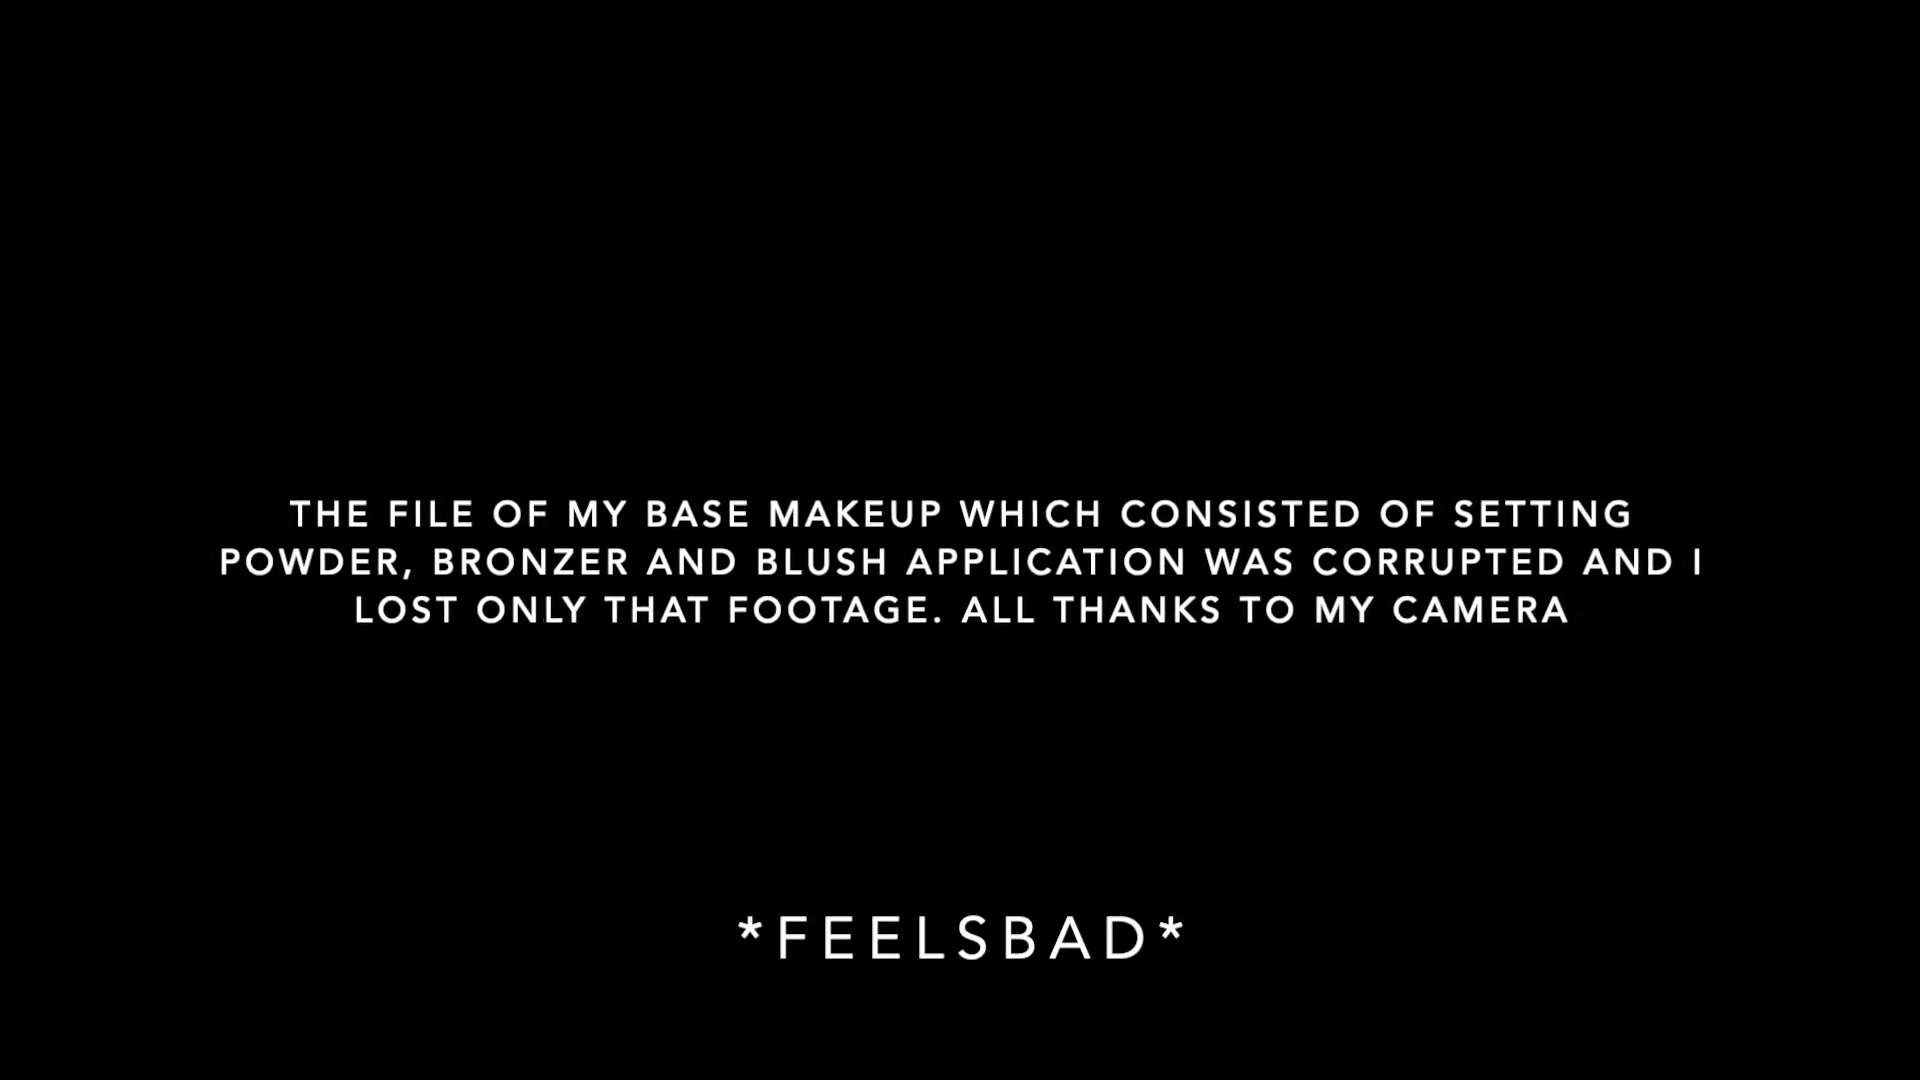 THE FILE OF MY BASE MAKEUP WHICH CONSISTED OF SETTING
POWDER, BRONZER AND BLUSH APPLICATION WAS CORRUPTED AND I
LOST ONLY THAT FOOTAGE. ALL THANKS TO MY CAMERA
*FEELSBAD*